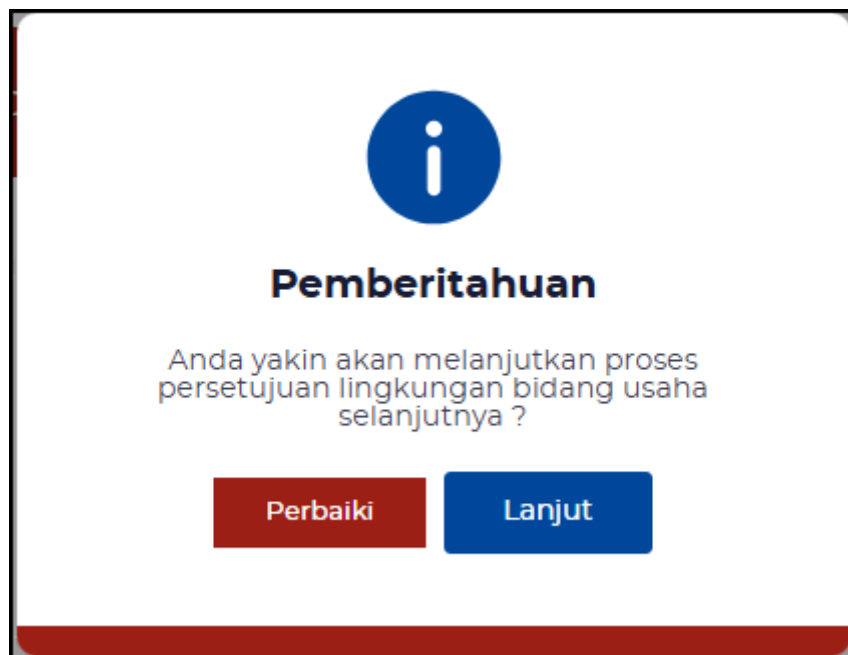 Pemberitahuan
Anda yakin akan melanjutkan proses
persetujuan lingkungan bidang usaha
selanjutnya ?
Perbaiki
Lanjut